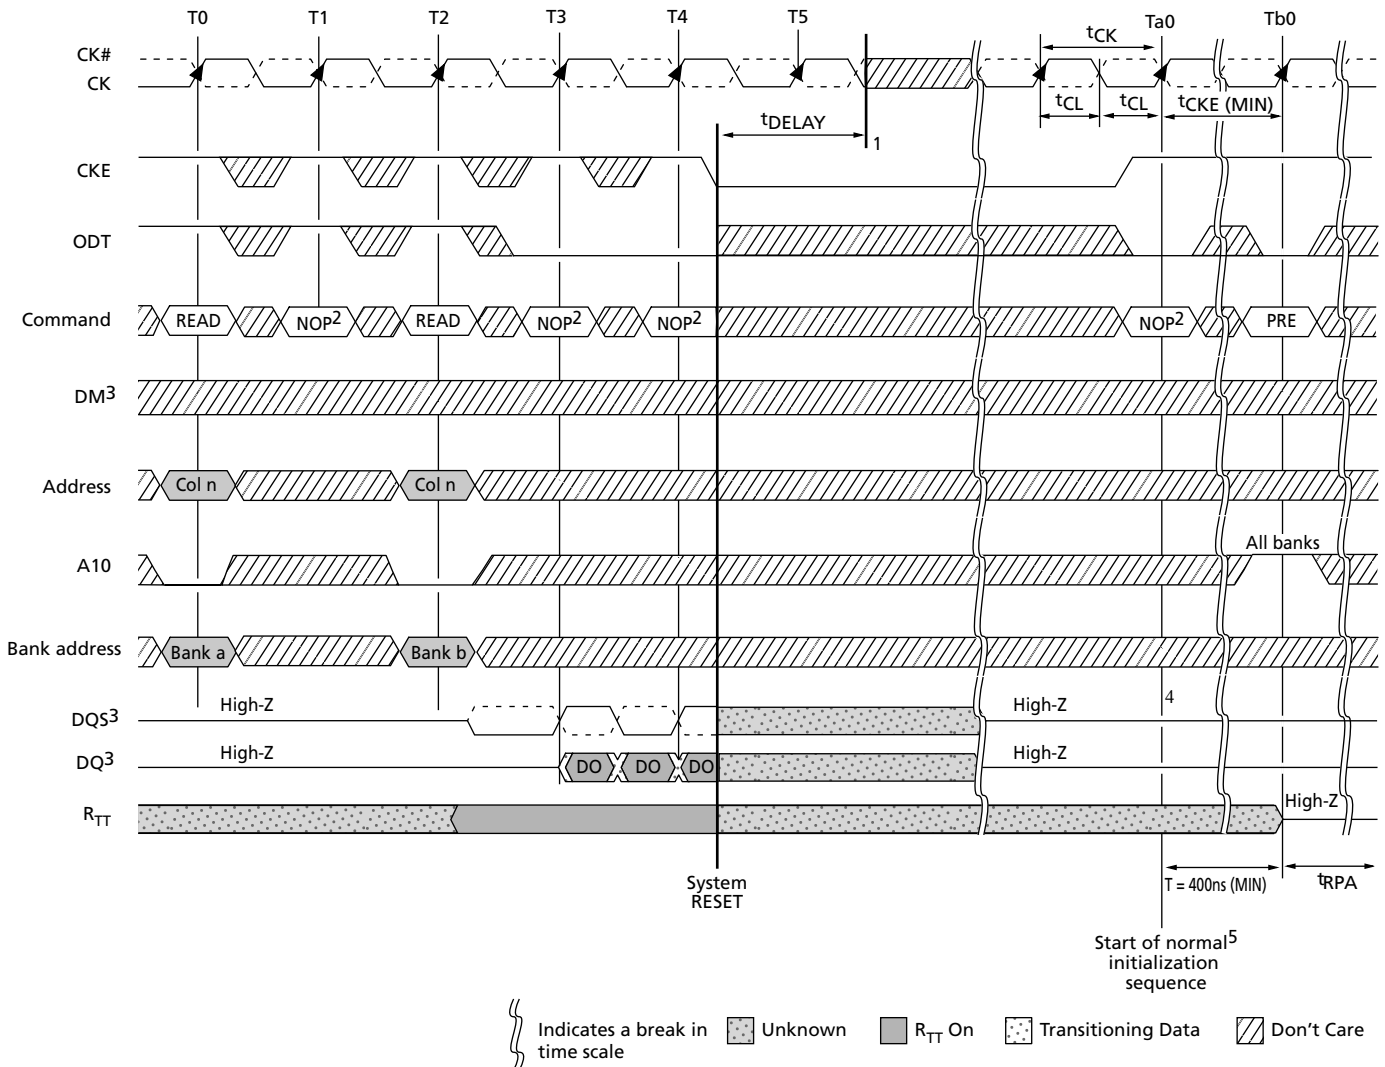 T0 T1 T2 T3 T4 T5 Ta0 Tb0
CK#
CK
tCK
tCL tCL tCKE (MIN)
tDELAY
1
CKE
ODT
Command READ NOP2 READ NOP2 NOP2 NOP2 PRE
DM3
Address Col n Col n
All banks
A10
Bank address Bank a Bank b
DQS3 High-Z High-Z 4
DQ3 High-Z DO DO DO High-Z
RTT High-Z
System
RESET
T = 400ns (MIN) tRPA
Start of normal5
initialization
sequence
Indicates a break in
time scale
Unknown
RTT On
Transitioning Data
Don't Care